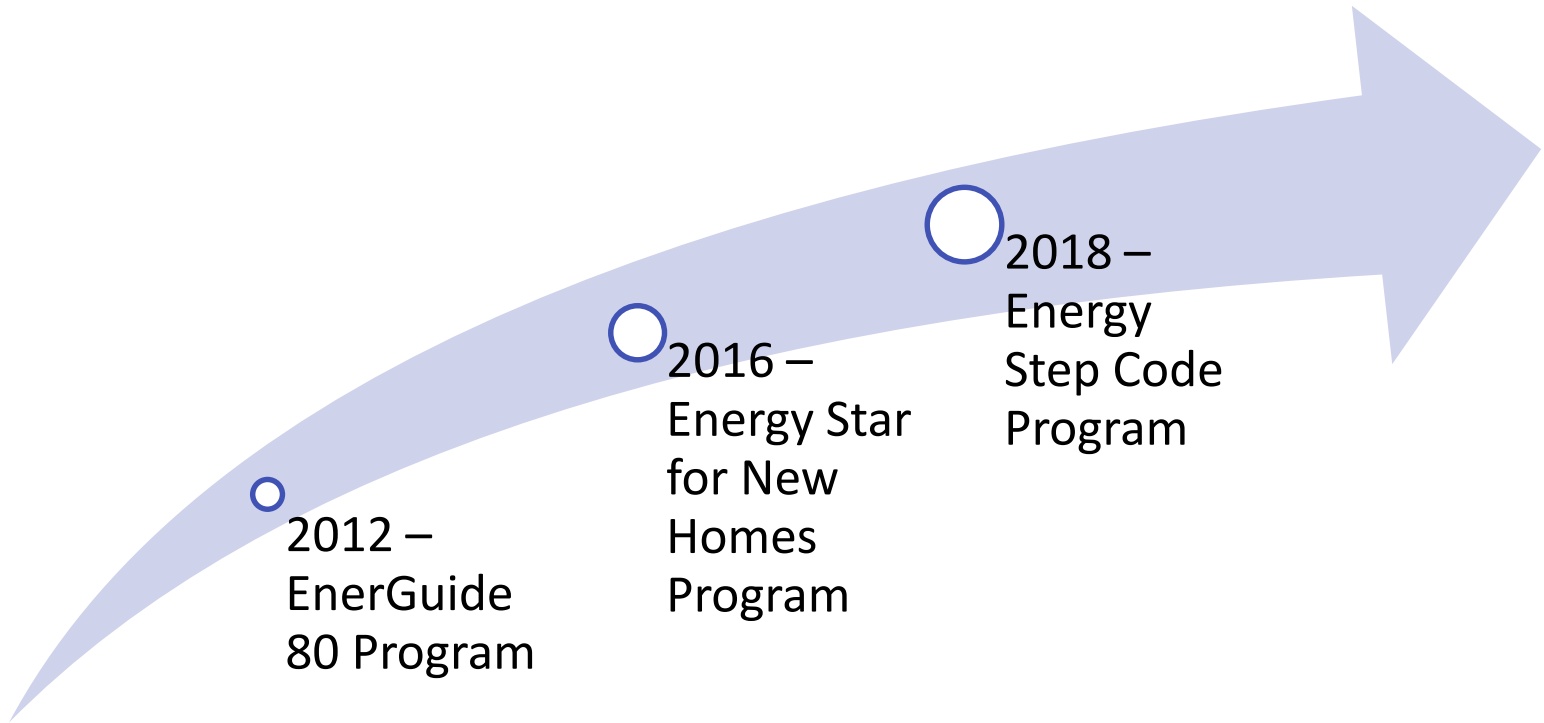 2012 –
EnerGuide
80 Program
2016 –
Energy Star
for New
Homes
Program
2018 –
Energy
Step Code
Program